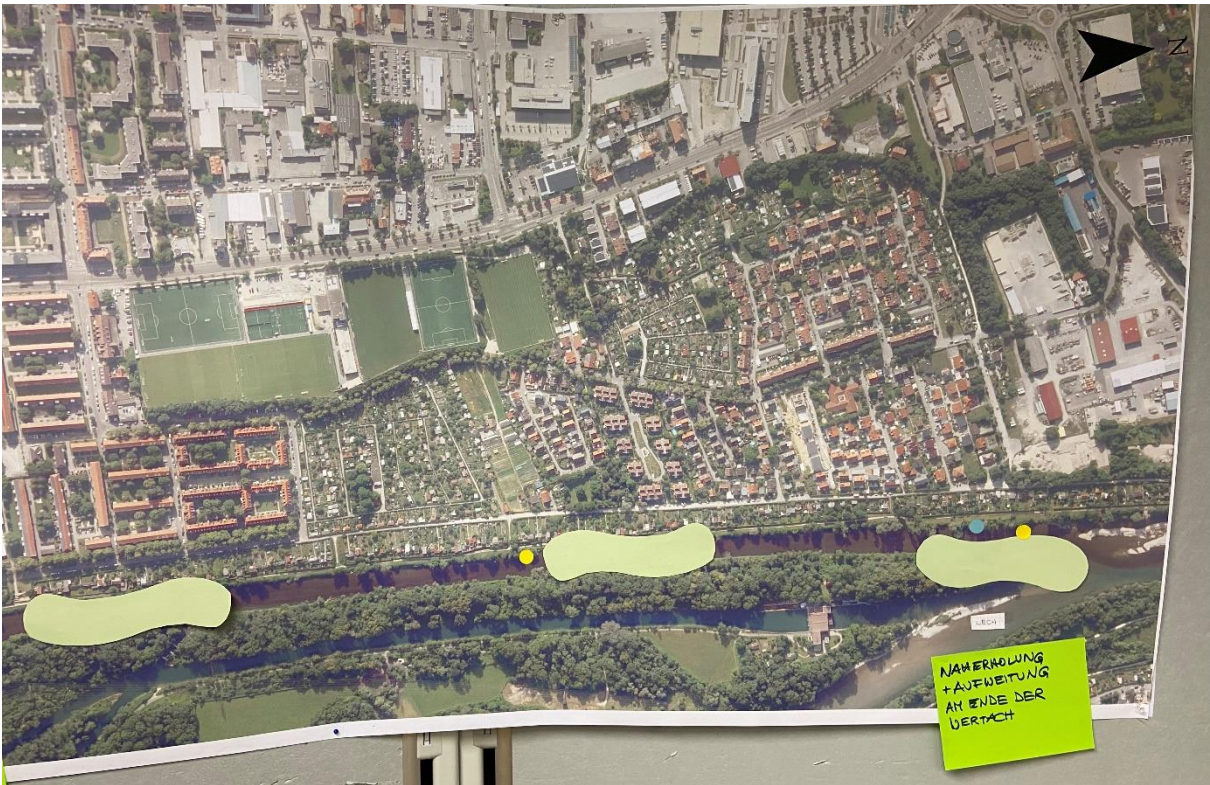 N
LECH
NAHERHOLUNG
+ AUFWEITUNG
AM ENDE DER
WERTACH